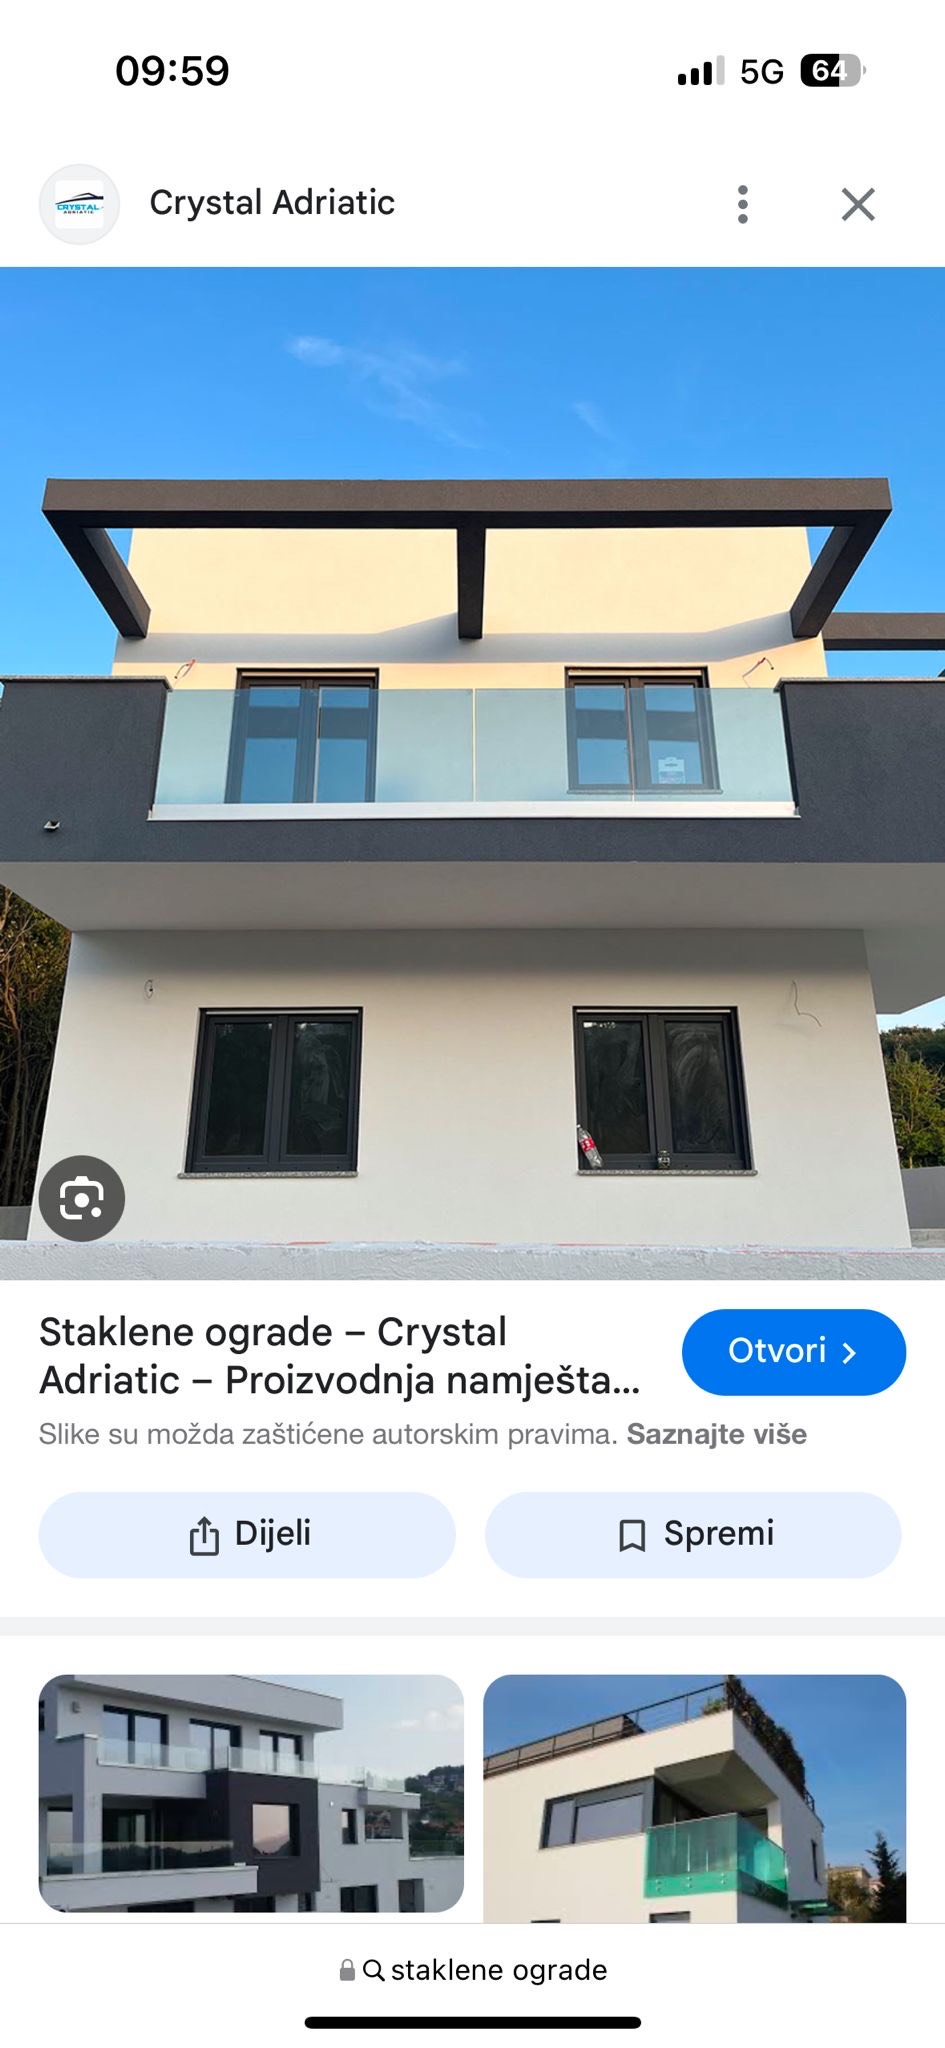 09:59
5G
64
CRYSTAL
ADRIATIC
Crystal Adriatic
Staklene ograde – Crystal
Adriatic – Proizvodnja namješta...
Otvori
Slike su možda zaštićene autorskim pravima. Saznajte više
Dijeli
Spremi
staklene ograde